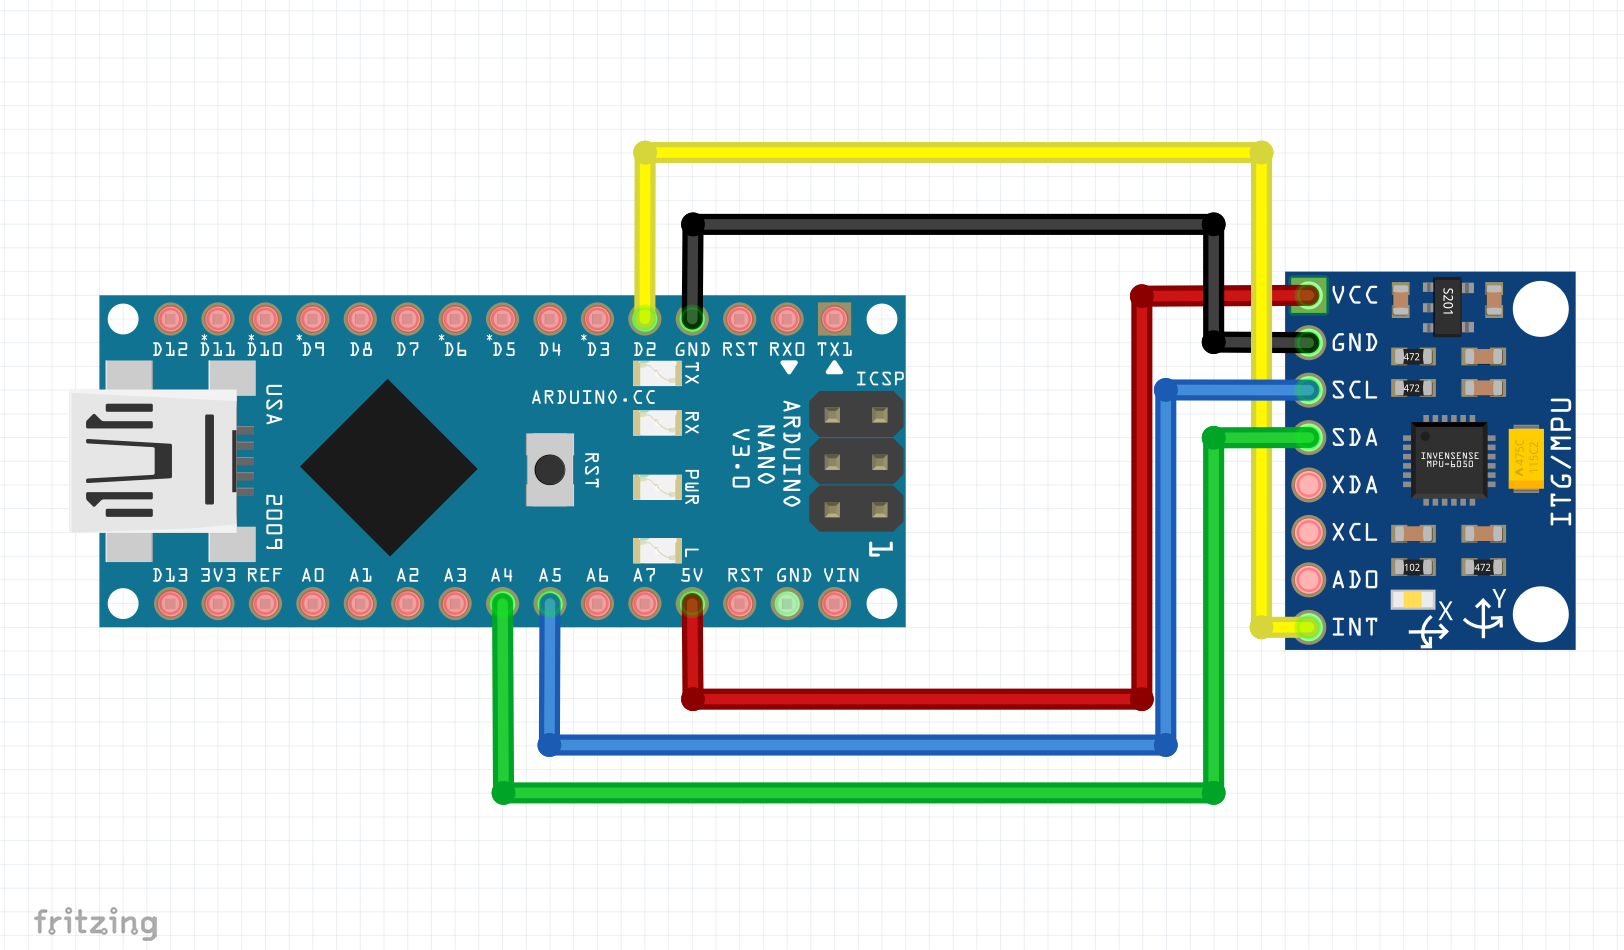 D12 *D11 *D10 *D9 D8 D7 *D6 *D5 D4 *D3 D2 GND RST RX0 TX1
USA
2009
ARDUINO.CC
RST
TX
RX
PWR
L
ARDUINO
NANO
V3.0
ICSP
1
D13 3V3 REF A0 A1 A2 A3 A4 A5 A6 A7 5V RST GND VIN
VCC
GND
SCL
SDA
XDA
XCL
ADO
INT
S201
472
472
INVENSENSE
MPU-6050
A475C
115C2
102
472
X
Y
ITG/MPU
fritzing